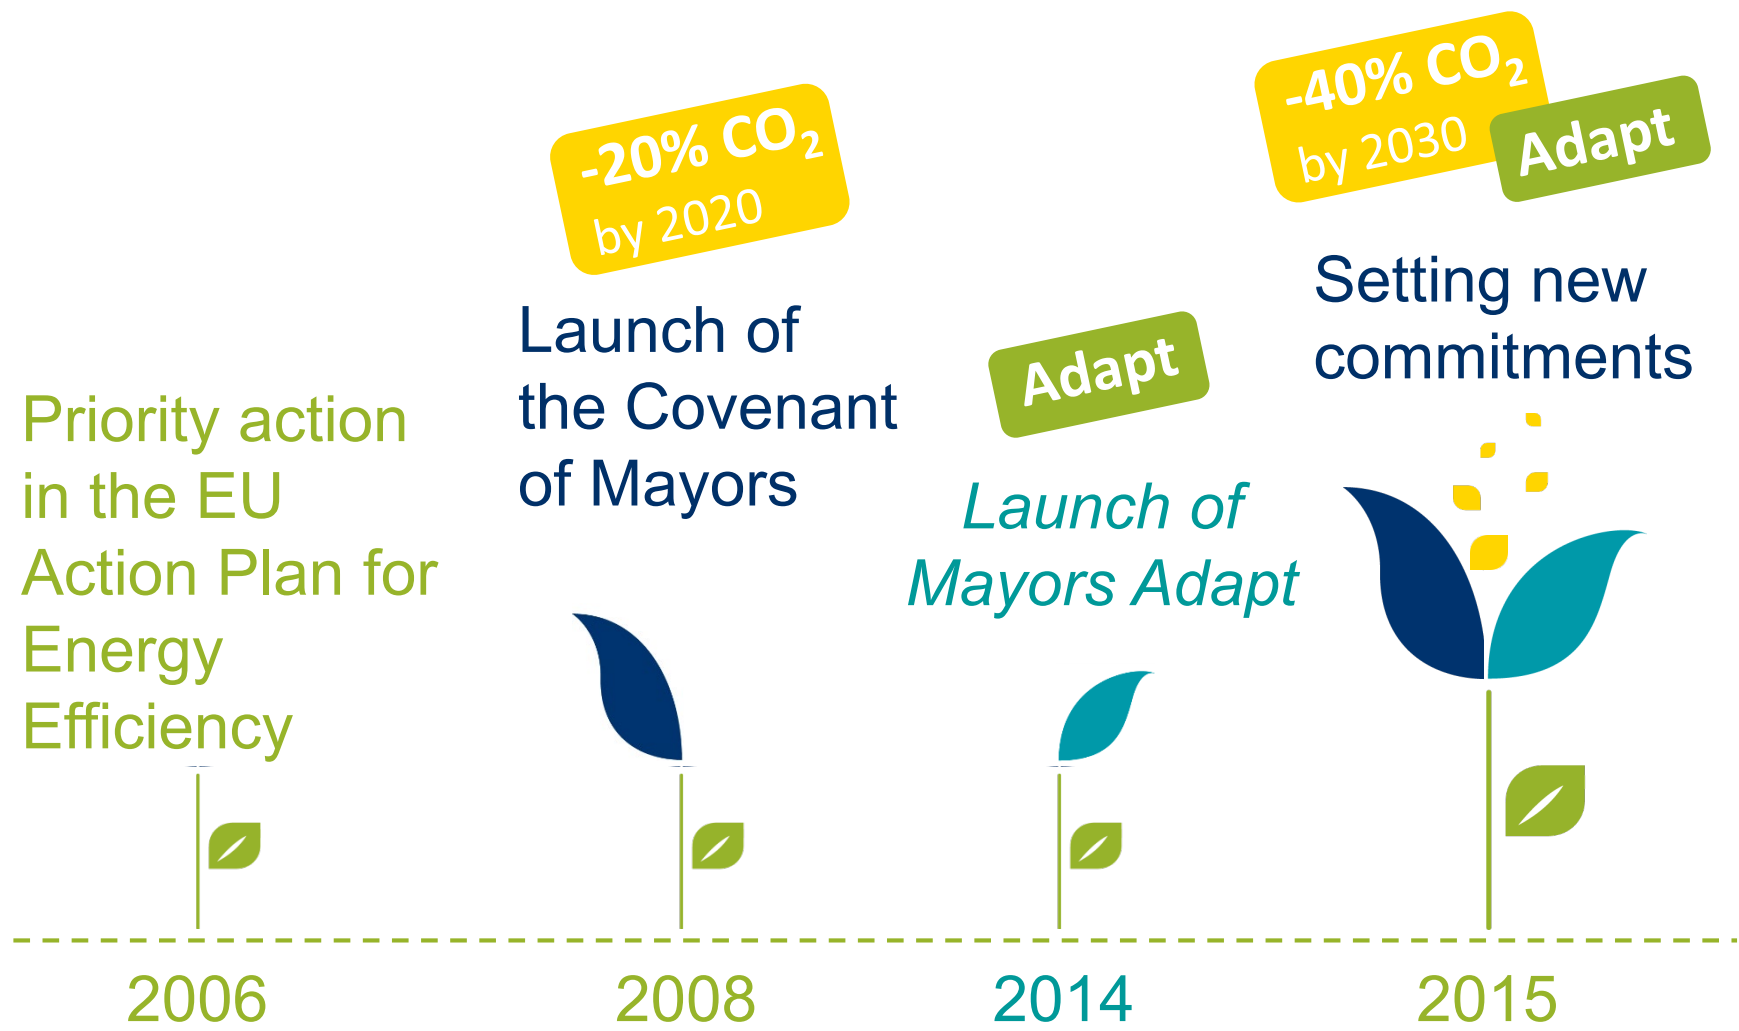 Priority action
in the EU
Action Plan for
Energy
Efficiency
2006
-20% CO₂
by 2020
Launch of
the Covenant
of Mayors
2008
Adapt
Launch of
Mayors Adapt
2014
-40% CO₂
by 2030
Adapt
Setting new
commitments
2015